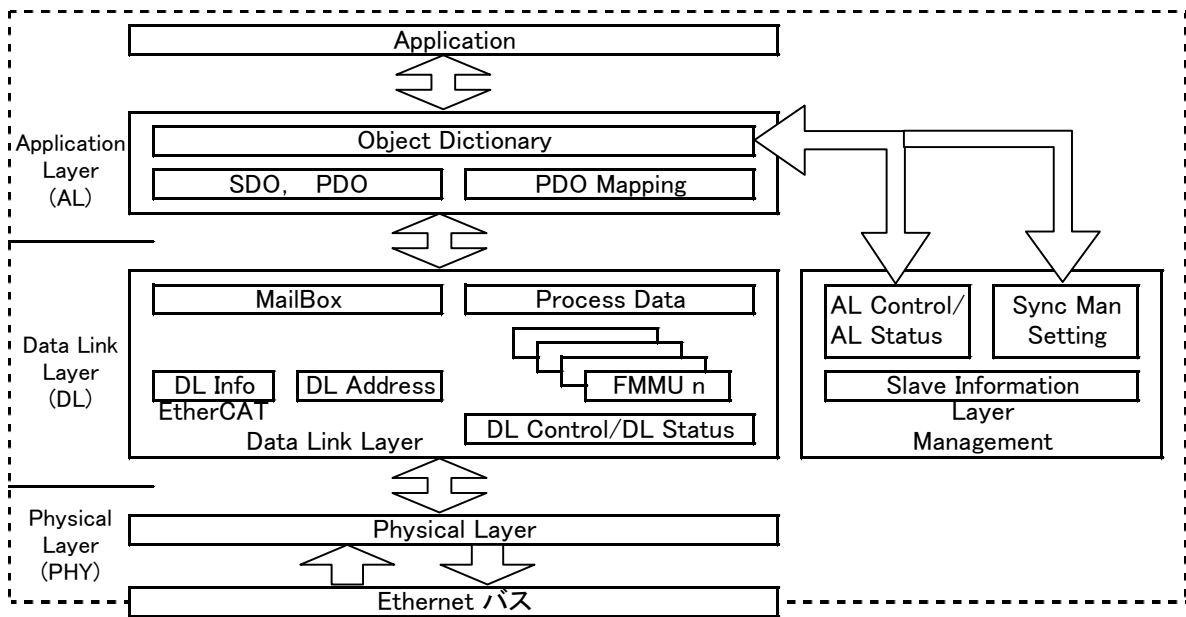 Application
Application
Layer
(AL)
Object Dictionary
SDO, PDO
PDO Mapping
Data Link
Layer
(DL)
MailBox
Process Data
FMMU n
DL Info
DL Address
EtherCAT
Data Link Layer
DL Control/DL Status
AL Control/
AL Status
Sync Man
Setting
Slave Information
Layer
Management
Physical
Layer
(PHY)
Physical Layer
Ethernet バス